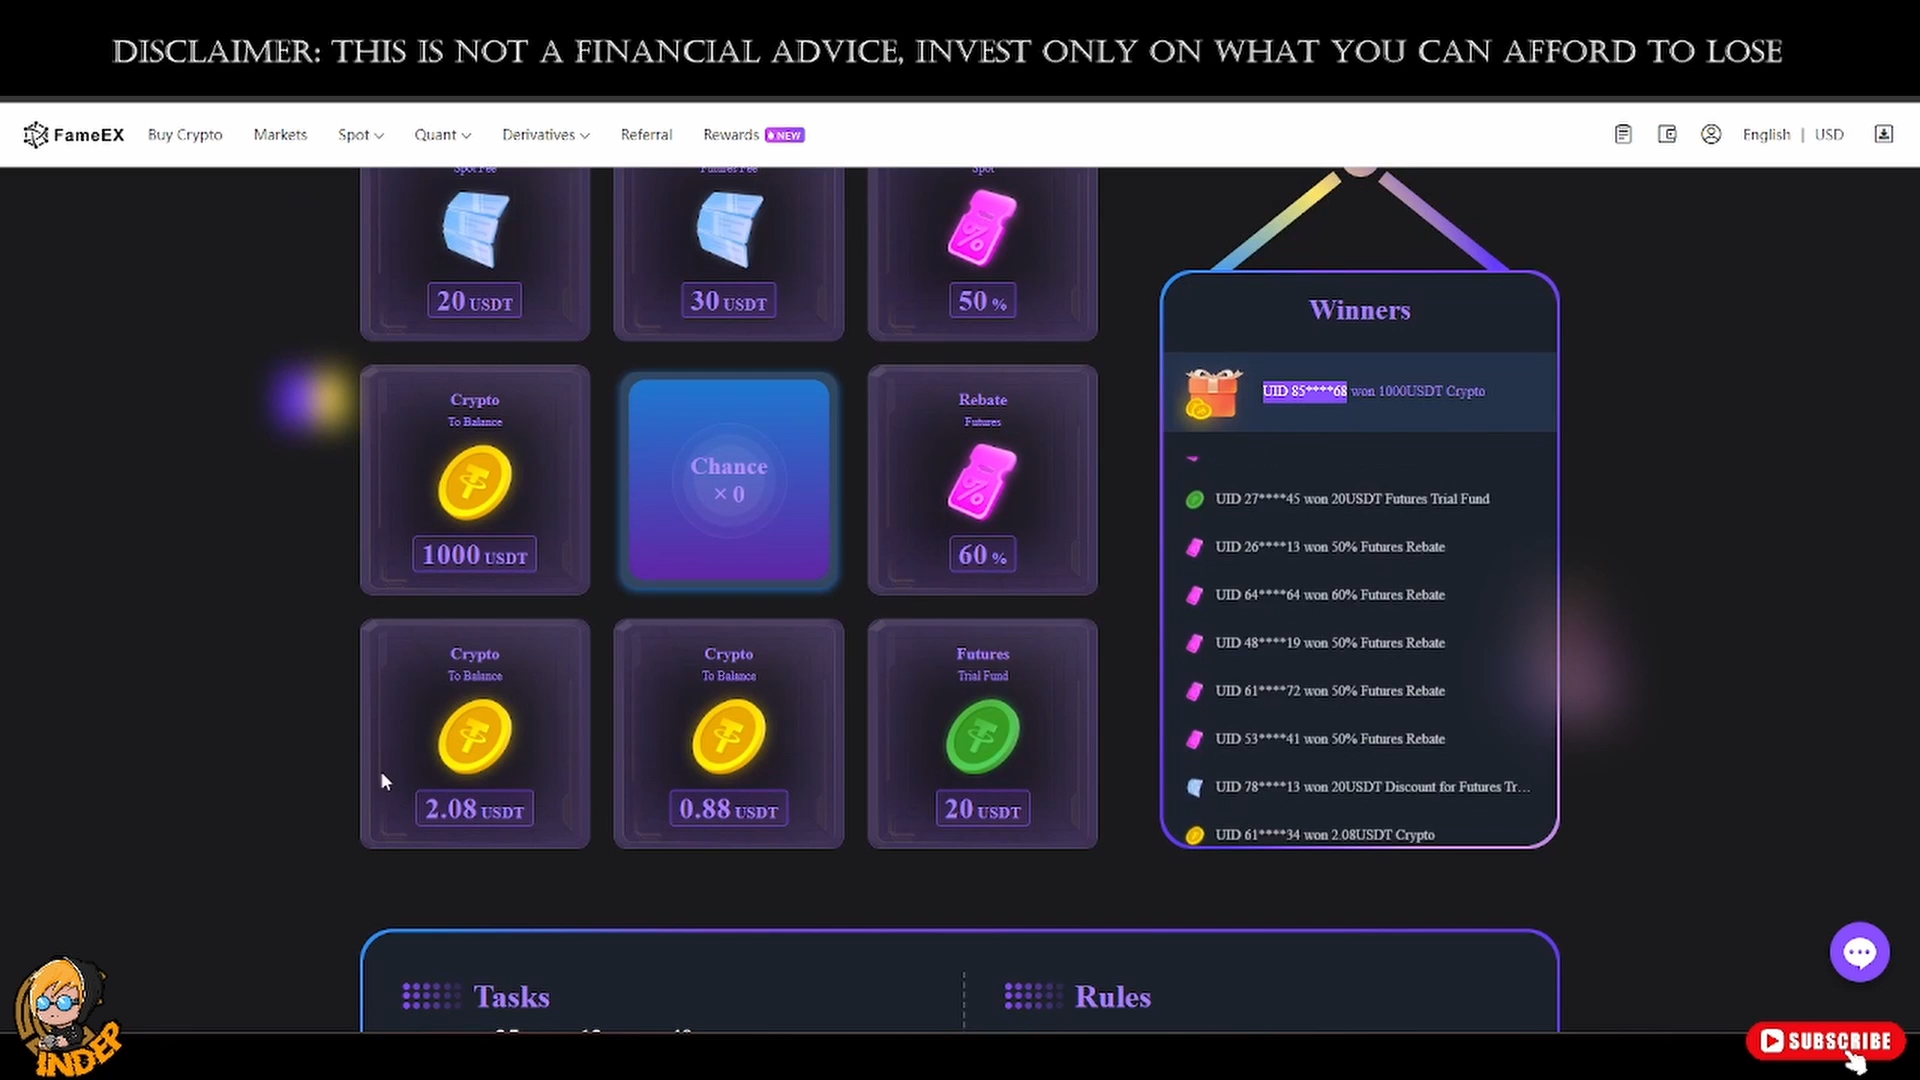 DISCLAIMER: THIS IS NOT A FINANCIAL ADVICE, INVEST ONLY ON WHAT YOU CAN AFFORD TO LOSE
FameEX Buy Crypto Markets Spot Quant Derivatives Referral Rewards NEW English | USD
Spot Fee
20 USDT
Futures Fee
30 USDT
Spot
50 %
Crypto
To Balance
1000 USDT
Chance
× 0
Rebate
Futures
60 %
Crypto
To Balance
2.08 USDT
Crypto
To Balance
0.88 USDT
Futures
Trial Fund
20 USDT
Winners
UID 85****68 won 1000USDT Crypto
UID 27****45 won 20USDT Futures Trial Fund
UID 26****13 won 50% Futures Rebate
UID 64****64 won 60% Futures Rebate
UID 48****19 won 50% Futures Rebate
UID 61****72 won 50% Futures Rebate
UID 53****41 won 50% Futures Rebate
UID 78****13 won 20USDT Discount for Futures Tr...
UID 61****34 won 2.08USDT Crypto
Tasks
Rules
INDEP
SUBSCRIBE